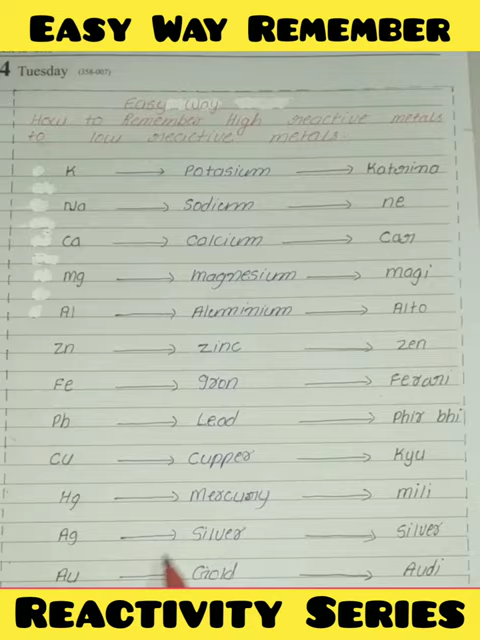 EASY WAY REMEMBER
4 Tuesday (358-007)
Easy Way
How to Remember High reactive metals
to low reactive metals.
K → Potasium → Katrina
Na → Sodium → ne
Ca → Calcium → Car
mg → magnesium → magi
Al → Aluminium → Alto
Zn → zinc → zen
Fe → Iron → Ferari
Pb → Lead → Phir bhi
Cu → Cupper → Kyu
Hg → Mercury → mili
Ag → Silver → Silver
Au → Gold → Audi
REACTIVITY SERIES